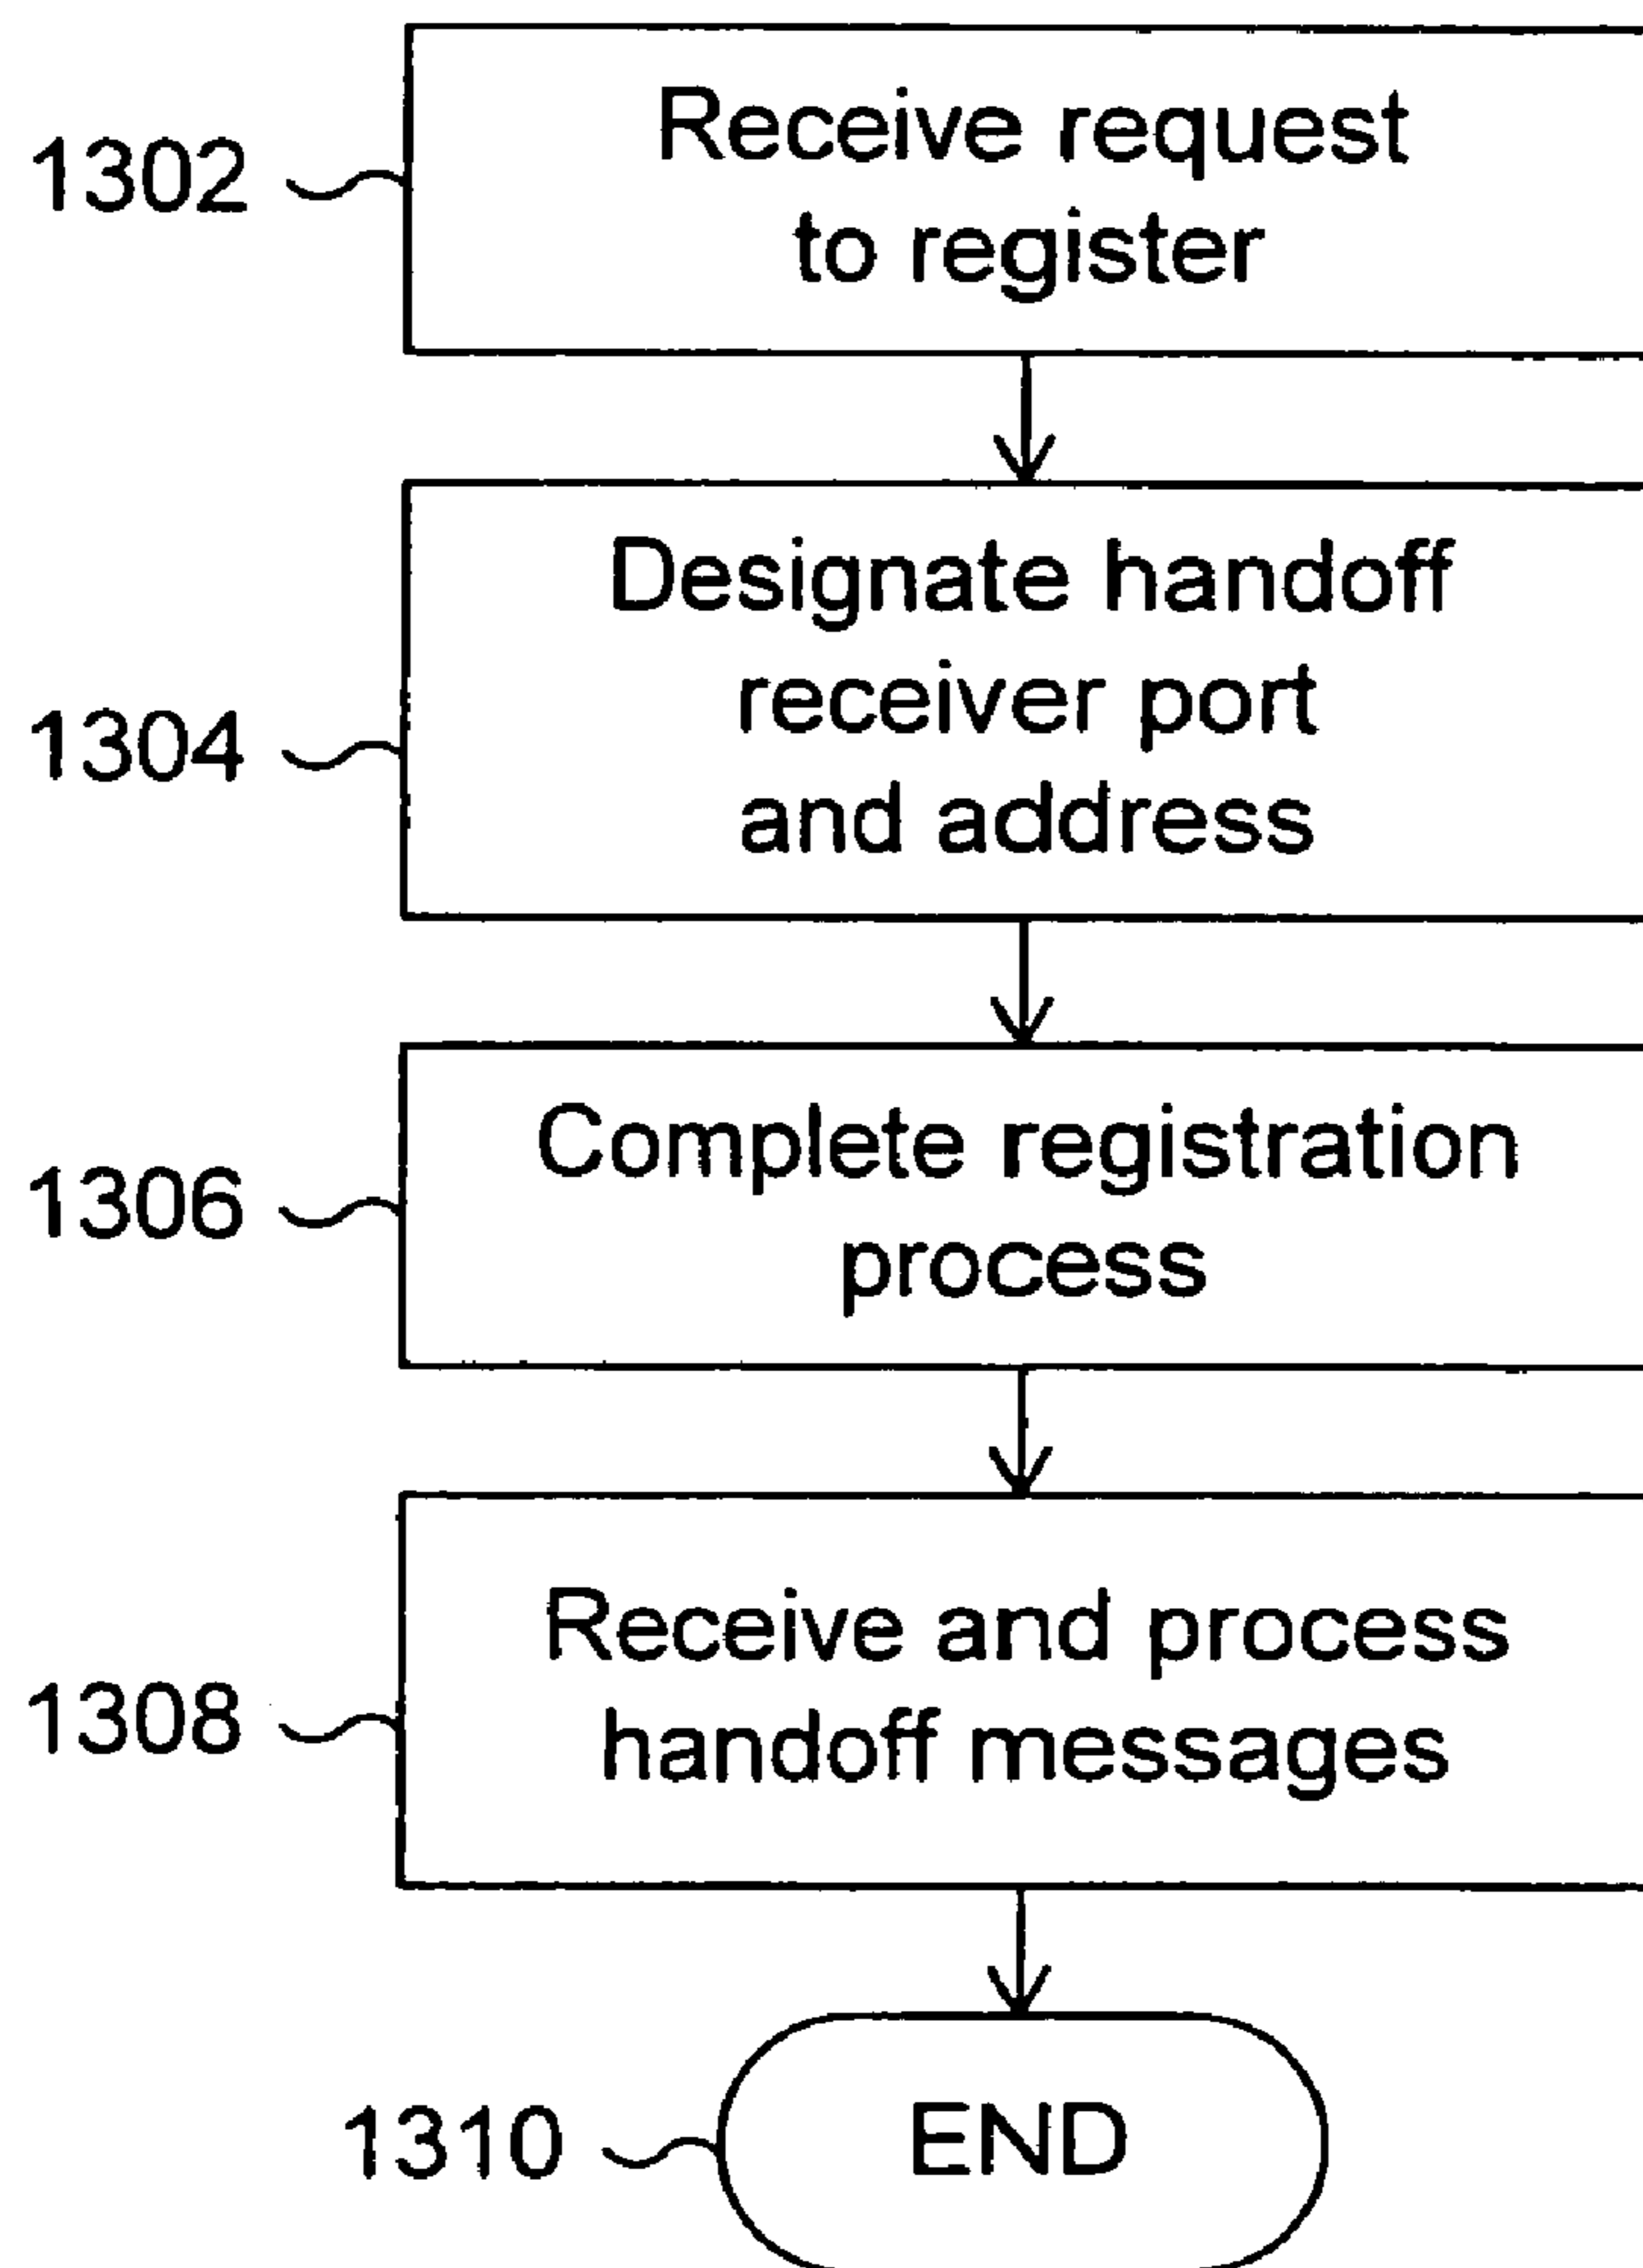 1302
Receive request
to register
1304
Designate handoff
receiver port
and address
1306
Complete registration
process
1308
Receive and process
handoff messages
1310
END